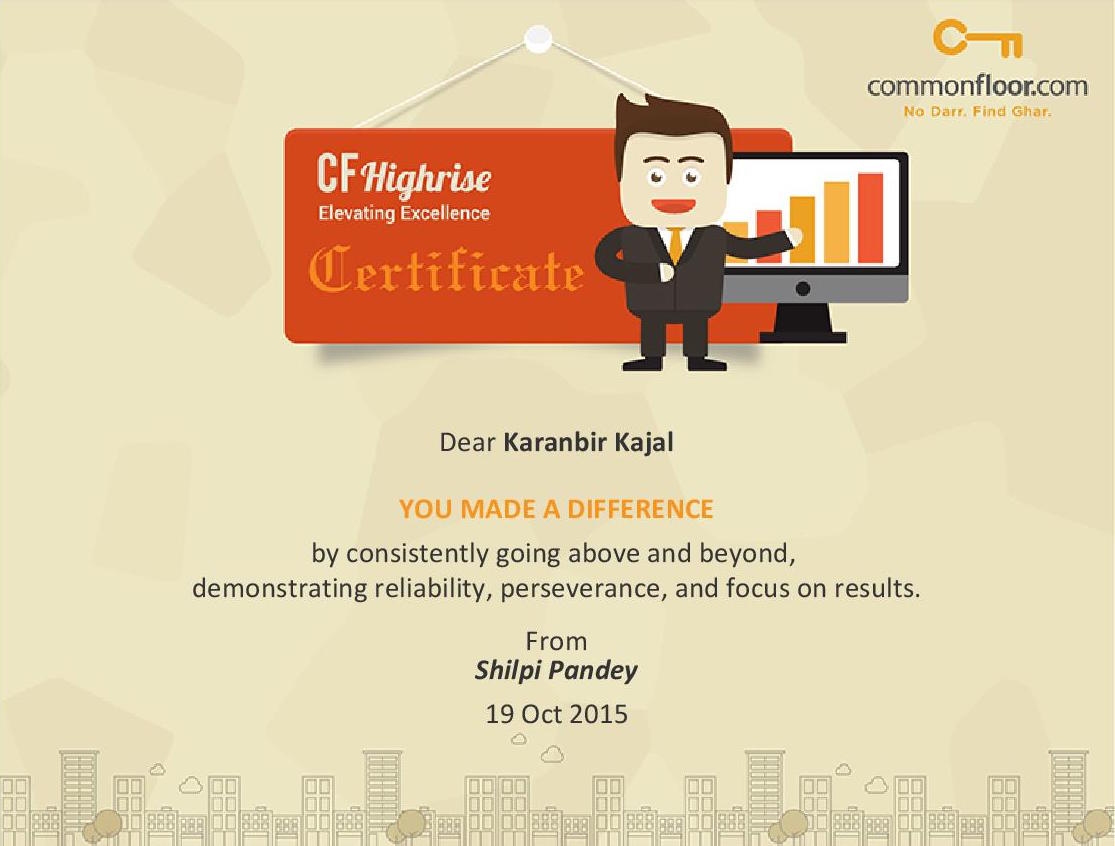 commonfloor.com
No Darr. Find Ghar.
CF Highrise
Elevating Excellence
Certificate
Dear Karanbir Kajal
YOU MADE A DIFFERENCE
by consistently going above and beyond,
demonstrating reliability, perseverance, and focus on results.
From
Shilpi Pandey
19 Oct 2015